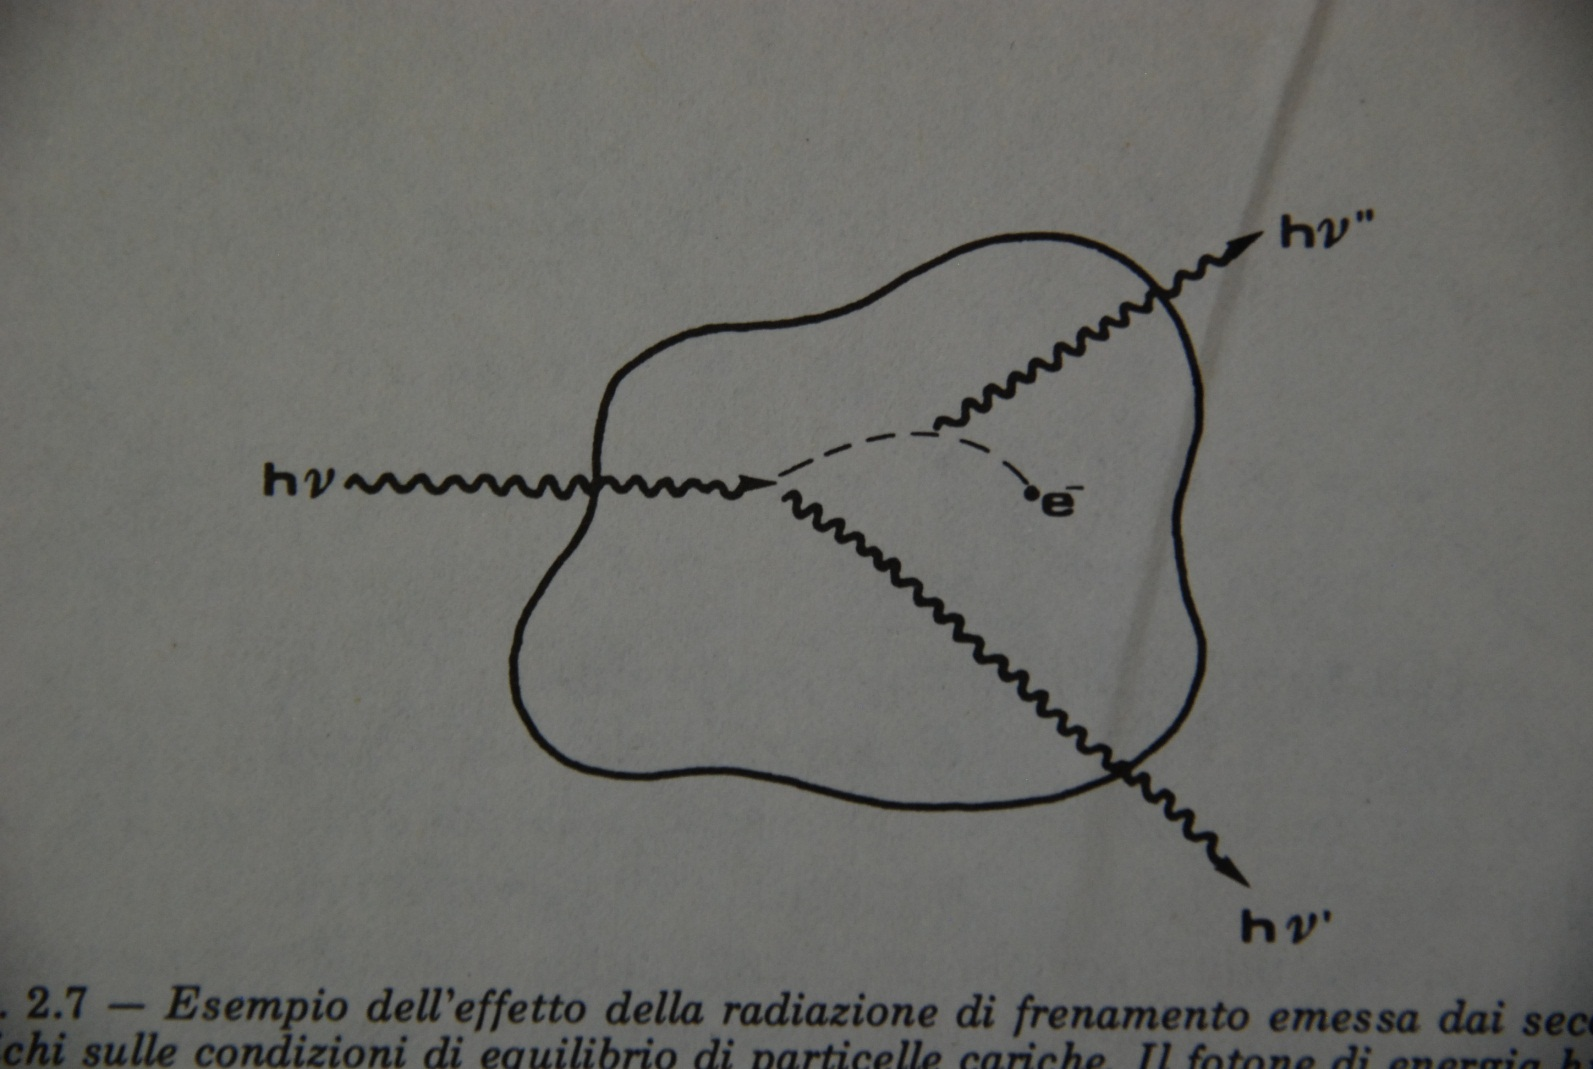 hν"
hν
e⁻
hν'
. 2.7 — Esempio dell'effetto della radiazione di frenamento emessa dai
sulle condizioni di equilibrio di particelle cariche. Il fotone di energia